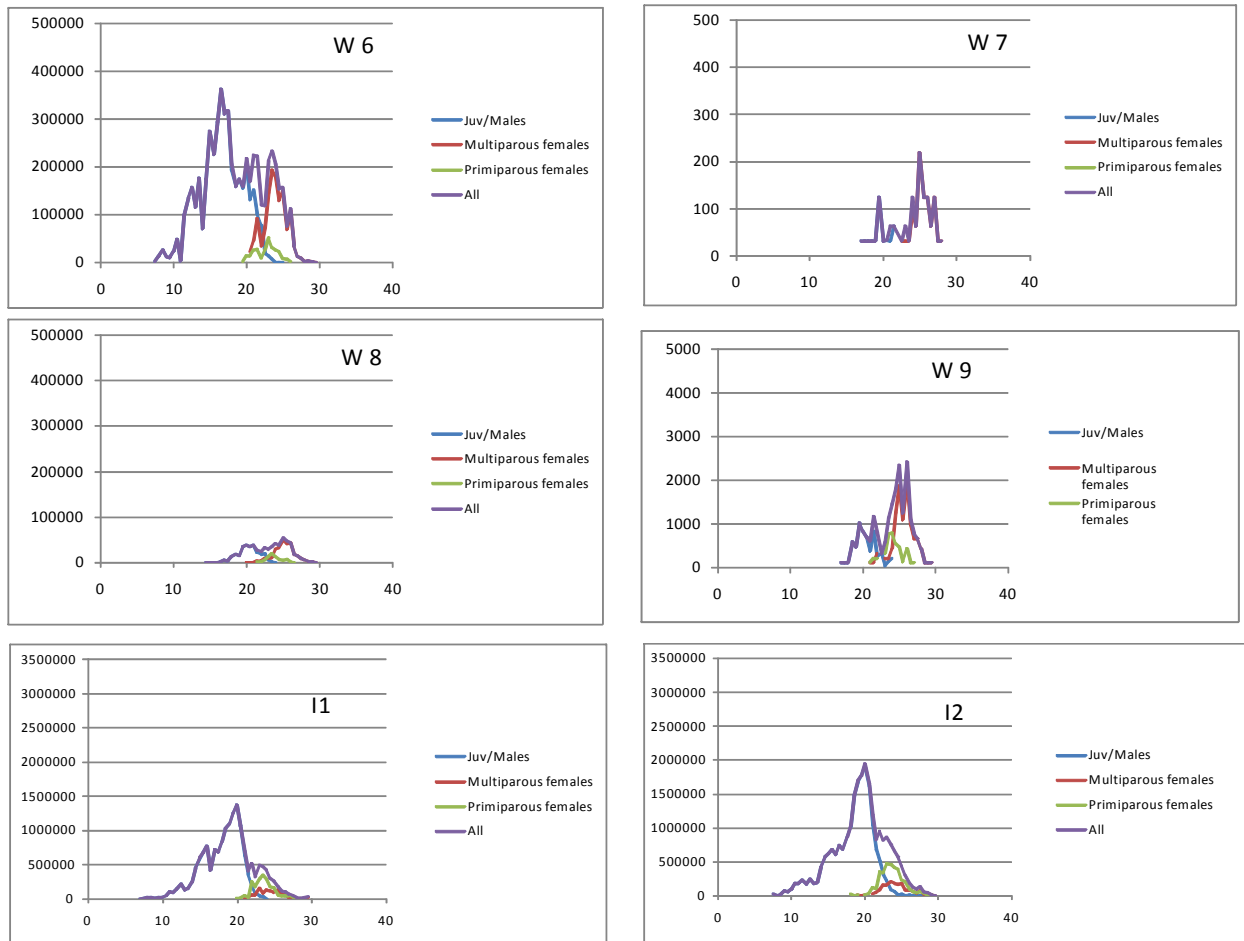 W 6
500000
400000
300000
200000
100000
0
0 10 20 30 40
Juv/Males
Multiparous females
Primiparous females
All
W 7
500
400
300
200
100
0
0 10 20 30 40
Juv/Males
Multiparous females
Primiparous females
All
W 8
500000
400000
300000
200000
100000
0
0 10 20 30 40
Juv/Males
Multiparous females
Primiparous females
All
W 9
5000
4000
3000
2000
1000
0
0 10 20 30 40
Juv/Males
Multiparous
females
Primiparous
females
I1
3500000
3000000
2500000
2000000
1500000
1000000
500000
0
0 10 20 30 40
Juv/Males
Multiparous females
Primiparous females
All
I2
3500000
3000000
2500000
2000000
1500000
1000000
500000
0
0 10 20 30 40
Juv/Males
Multiparous females
Primiparous females
All